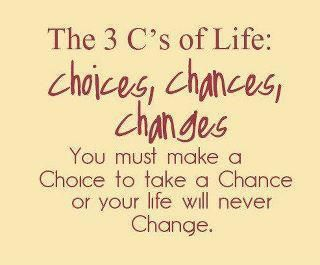 The 3 C's of Life:
choices, chances,
changes
You must make a
Choice to take a Chance
or your life will never
Change.